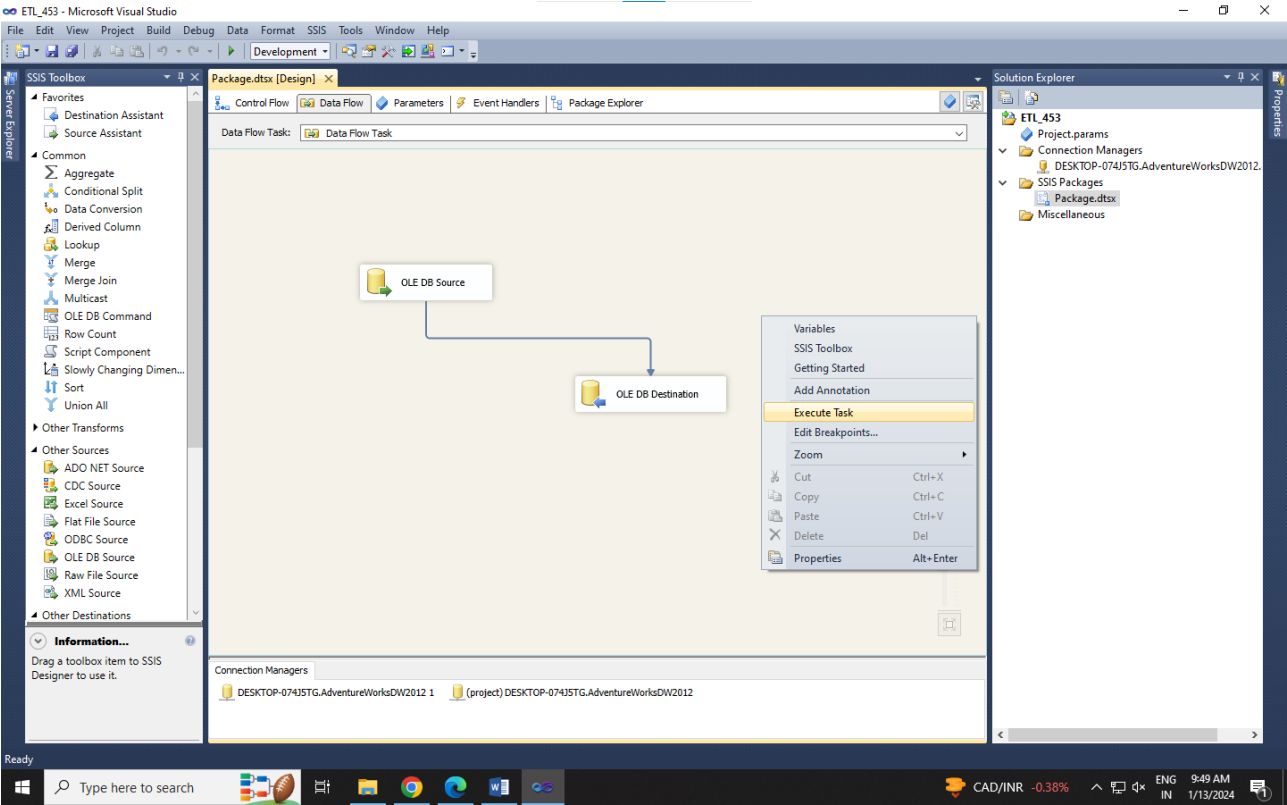 ETL_453 - Microsoft Visual Studio
File Edit View Project Build Debug Data Format SSIS Tools Window Help
Development
Server Explorer
SSIS Toolbox
Favorites
Destination Assistant
Source Assistant
Common
Aggregate
Conditional Split
Data Conversion
Derived Column
Lookup
Merge
Merge Join
Multicast
OLE DB Command
Row Count
Script Component
Slowly Changing Dimen...
Sort
Union All
Other Transforms
Other Sources
ADO NET Source
CDC Source
Excel Source
Flat File Source
ODBC Source
OLE DB Source
Raw File Source
XML Source
Other Destinations
Information...
Drag a toolbox item to SSIS
Designer to use it.
Package.dtsx [Design]
Control Flow Data Flow Parameters Event Handlers Package Explorer
Data Flow Task: Data Flow Task
OLE DB Source
OLE DB Destination
Variables
SSIS Toolbox
Getting Started
Add Annotation
Execute Task
Edit Breakpoints...
Zoom
Cut Ctrl+X
Copy Ctrl+C
Paste Ctrl+V
Delete Del
Properties Alt+Enter
Connection Managers
DESKTOP-074J5TG.AdventureWorksDW2012 1 (project) DESKTOP-074J5TG.AdventureWorksDW2012
Solution Explorer
ETL_453
Project.params
Connection Managers
DESKTOP-074J5TG.AdventureWorksDW2012.
SSIS Packages
Package.dtsx
Miscellaneous
Properties
Ready
Type here to search
CAD/INR -0.38%
ENG
IN
9:49 AM
1/13/2024
1